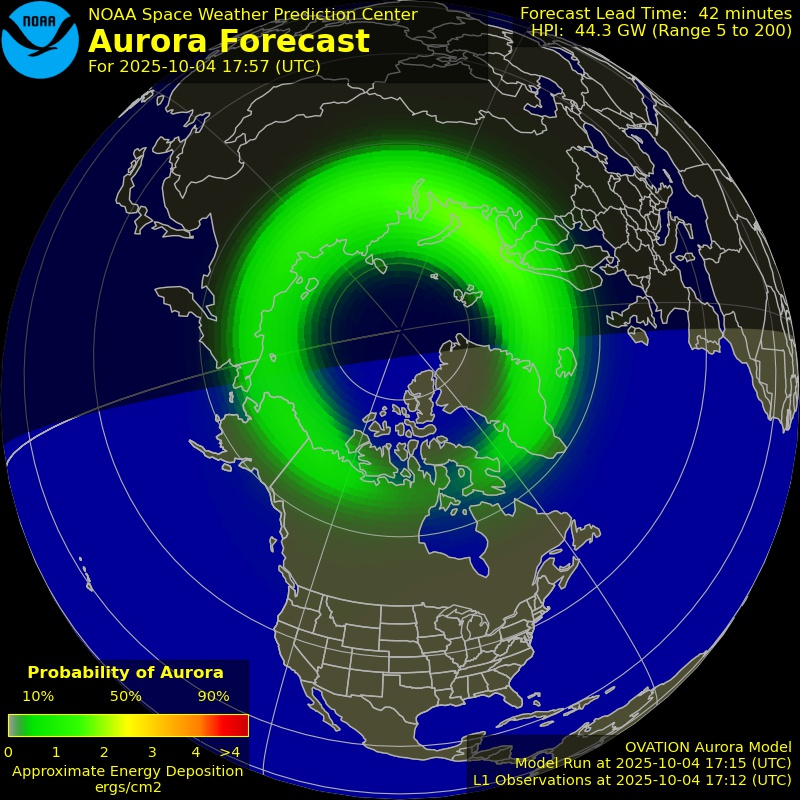 NOAA
NOAA Space Weather Prediction Center
Aurora Forecast
For 2025-10-04 17:57 (UTC)
Forecast Lead Time: 42 minutes
HPI: 44.3 GW (Range 5 to 200)
Probability of Aurora
10% 50% 90%
0 1 2 3 4 >4
Approximate Energy Deposition
ergs/cm2
OVATION Aurora Model
Model Run at 2025-10-04 17:15 (UTC)
L1 Observations at 2025-10-04 17:12 (UTC)